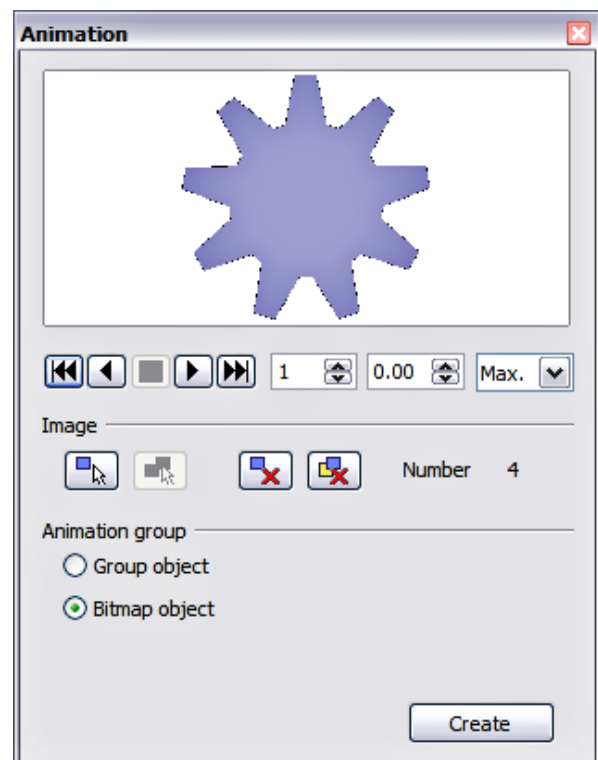 Animation
1 0.00 Max.
Image
Number 4
Animation group
Group object
Bitmap object
Create